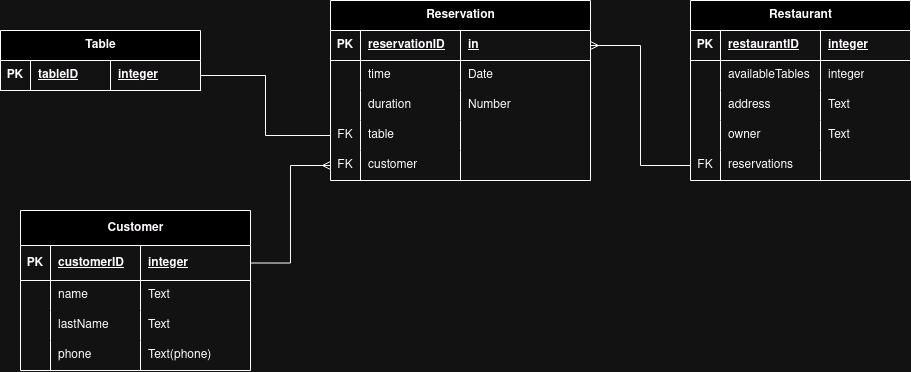 Table
PK tableID integer
Reservation
PK reservationID in
time Date
duration Number
FK table
FK customer
Restaurant
PK restaurantID integer
availableTables integer
address Text
owner Text
FK reservations
Customer
PK customerID integer
name Text
lastName Text
phone Text(phone)